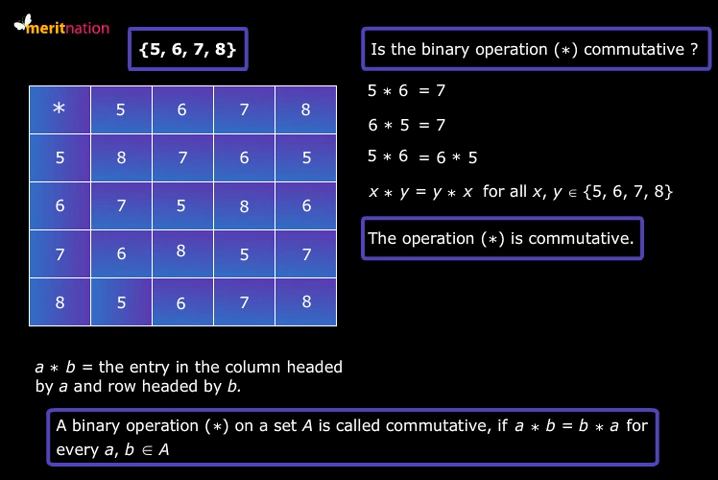 meritnation
{5, 6, 7, 8}
* 5 6 7 8
5 8 7 6 5
6 7 5 8 6
7 6 8 5 7
8 5 6 7 8
a * b = the entry in the column headed
by a and row headed by b.
Is the binary operation (*) commutative ?
5 * 6 = 7
6 * 5 = 7
5 * 6 = 6 * 5
x * y = y * x for all x, y ∈ {5, 6, 7, 8}
The operation (*) is commutative.
A binary operation (*) on a set A is called commutative, if a * b = b * a for
every a, b ∈ A